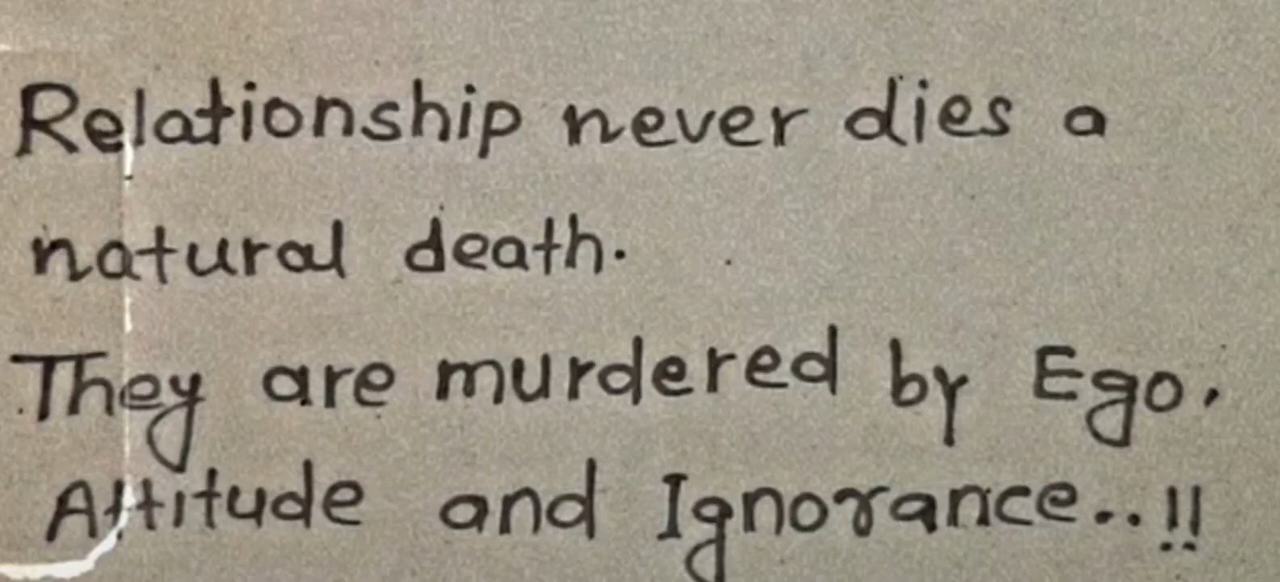 Relationship never dies a
natural death.
They are murdered by Ego,
Attitude and Ignorance..!!